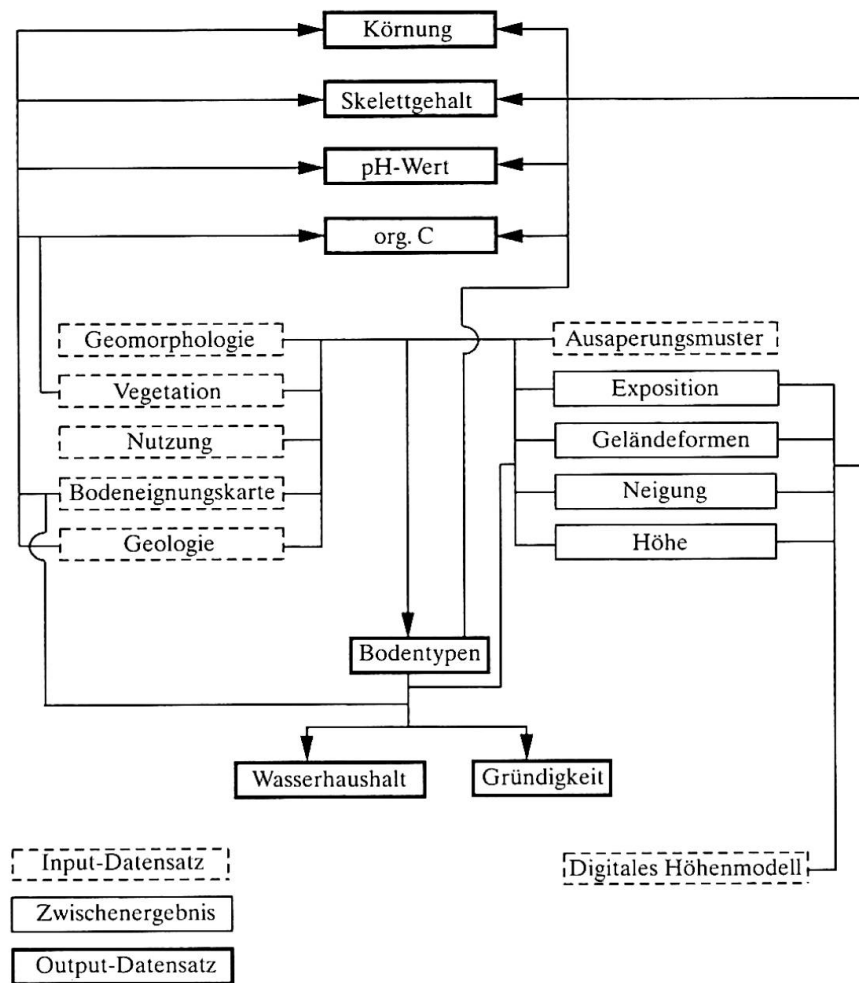 Körnung
Skelettgehalt
pH-Wert
org. C
Geomorphologie
Ausaperungsmuster
Vegetation
Exposition
Nutzung
Geländeformen
Bodeneignungskarte
Neigung
Geologie
Höhe
Bodentypen
Wasserhaushalt
Gründigkeit
Input-Datensatz
Digitales Höhenmodell
Zwischenergebnis
Output-Datensatz